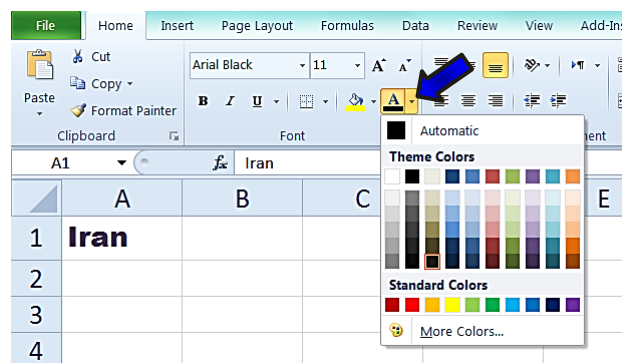 File Home Insert Page Layout Formulas Data Review View Add-Ins
Cut
Copy
Format Painter
Paste
Clipboard
Arial Black 11 A A
B I U A
Font
A1 fx Iran
A B C E
1 Iran
2
3
4
Automatic
Theme Colors
Standard Colors
More Colors...